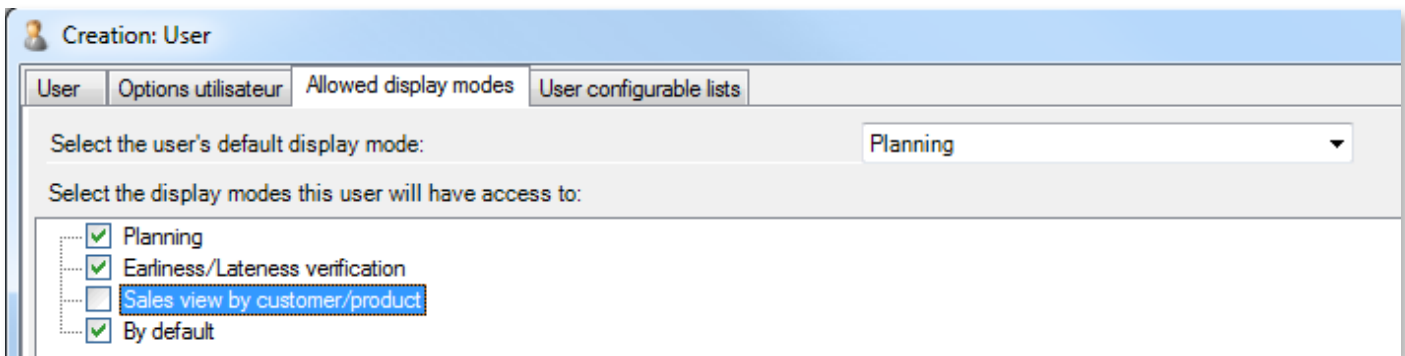 Creation: User
User Options utilisateur Allowed display modes User configurable lists
Select the user's default display mode: Planning
Select the display modes this user will have access to:
Planning
Earliness/Lateness verification
Sales view by customer/product
By default